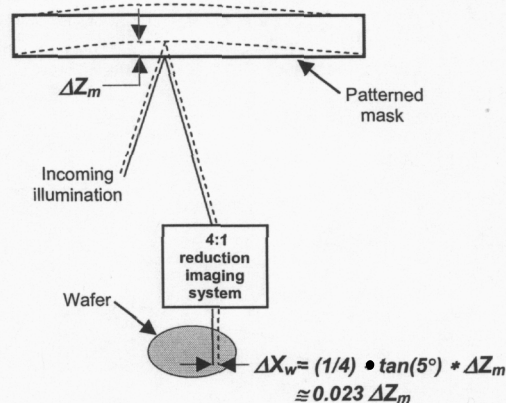 ΔZm
Patterned
mask
Incoming
illumination
4:1
reduction
imaging
system
Wafer
ΔXw= (1/4) • tan(5°) * ΔZm
≅0.023 ΔZm